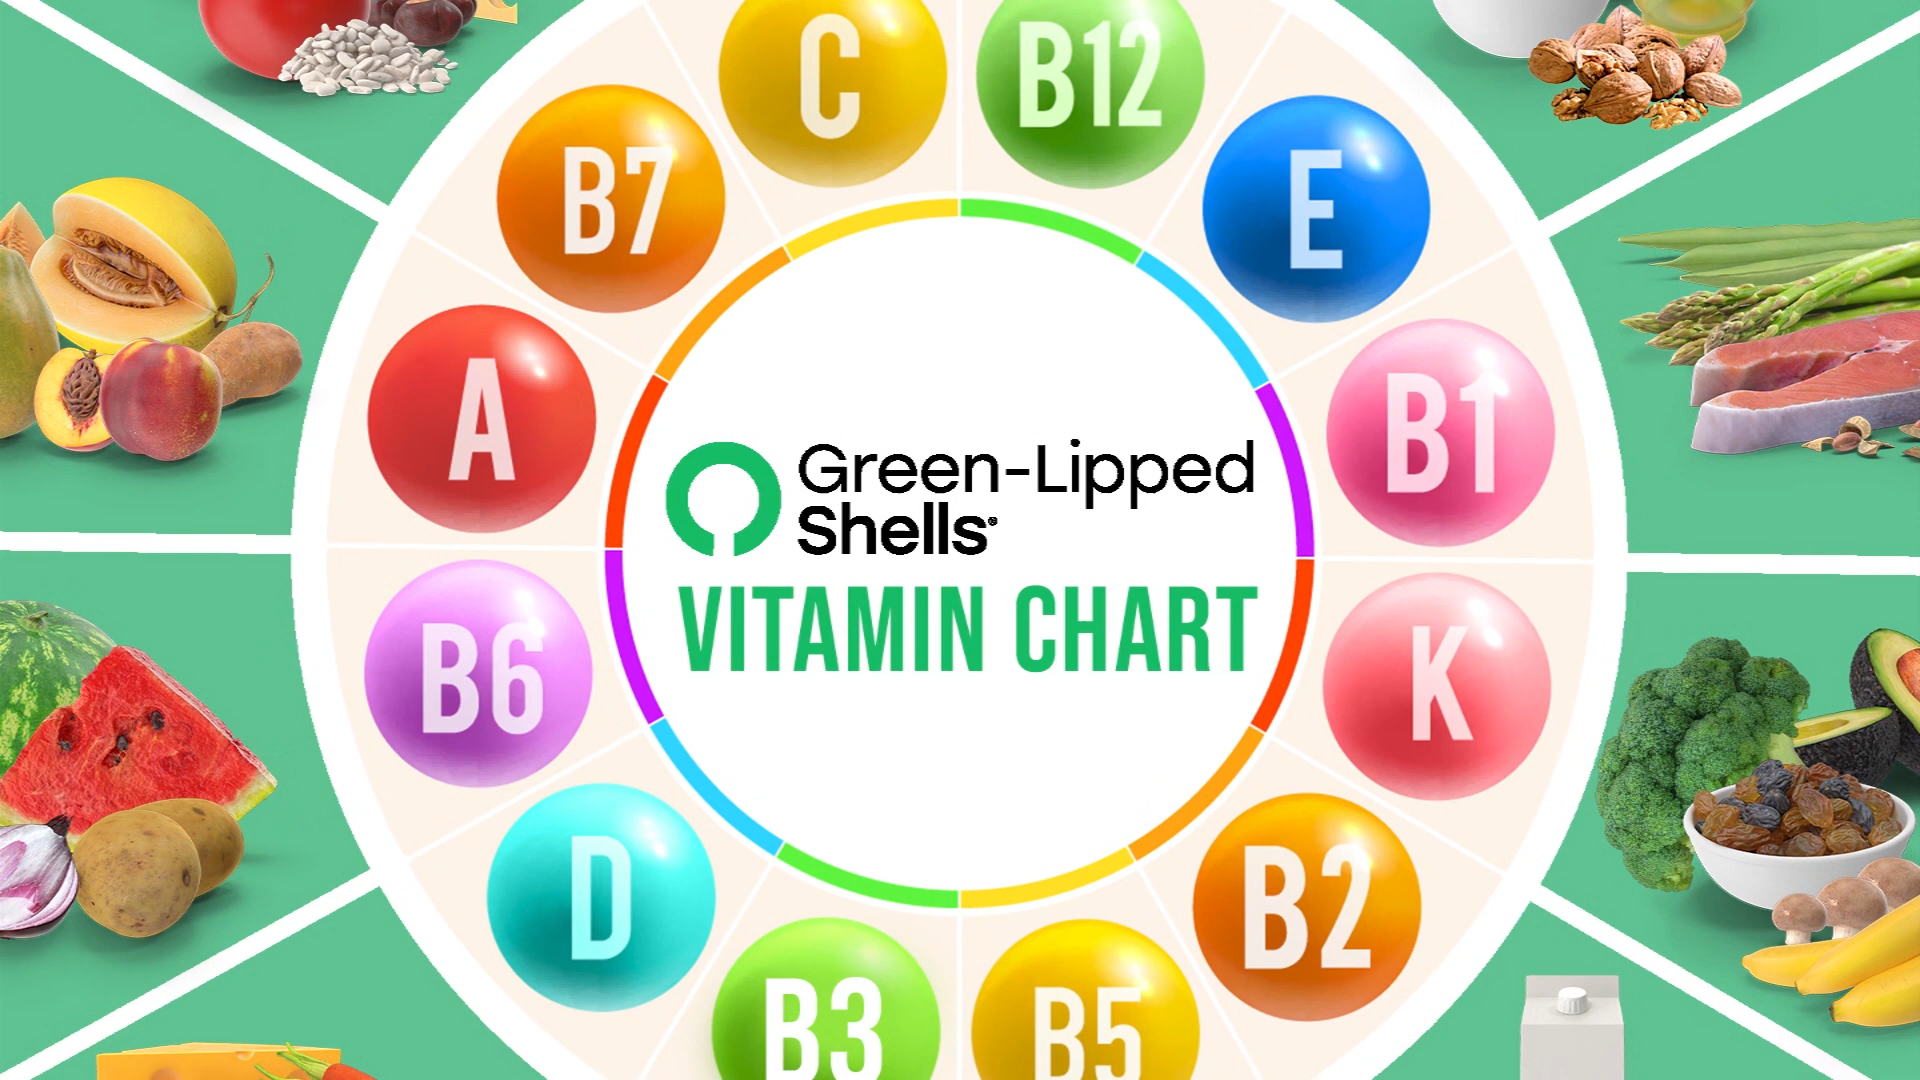 C
B12
B7
E
A
B1
Green-Lipped
Shells
VITAMIN CHART
B6
K
D
B2
B3
B5